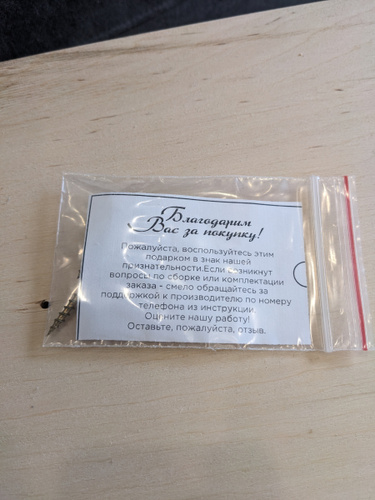 Благодарим
Вас за покупку!
Пожалуйста, воспользуйтесь этим
подарком в знак нашей
признательности.Если возникнут
вопросы по сборке или комплектации
заказа - смело обращайтесь за
поддержкой к производителю по номеру
телефона из инструкции.
Оцените нашу работу!
Оставьте, пожалуйста, отзыв.